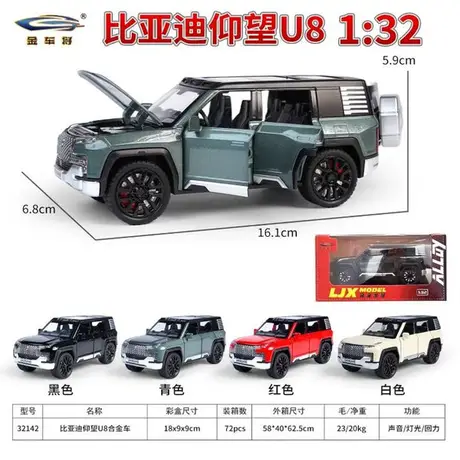 金车哥
比亚迪仰望U8 1:32
5.9cm
6.8cm
16.1cm
LJX MODEL
ALLOY
黑色
青色
红色
白色
型号 名称 彩盒尺寸 装箱数 外箱尺寸 毛/净重 功能
32142 比亚迪仰望U8合金车 18x9x9cm 72pcs 58*40*62.5cm 23/20kg 声音/灯光/回力